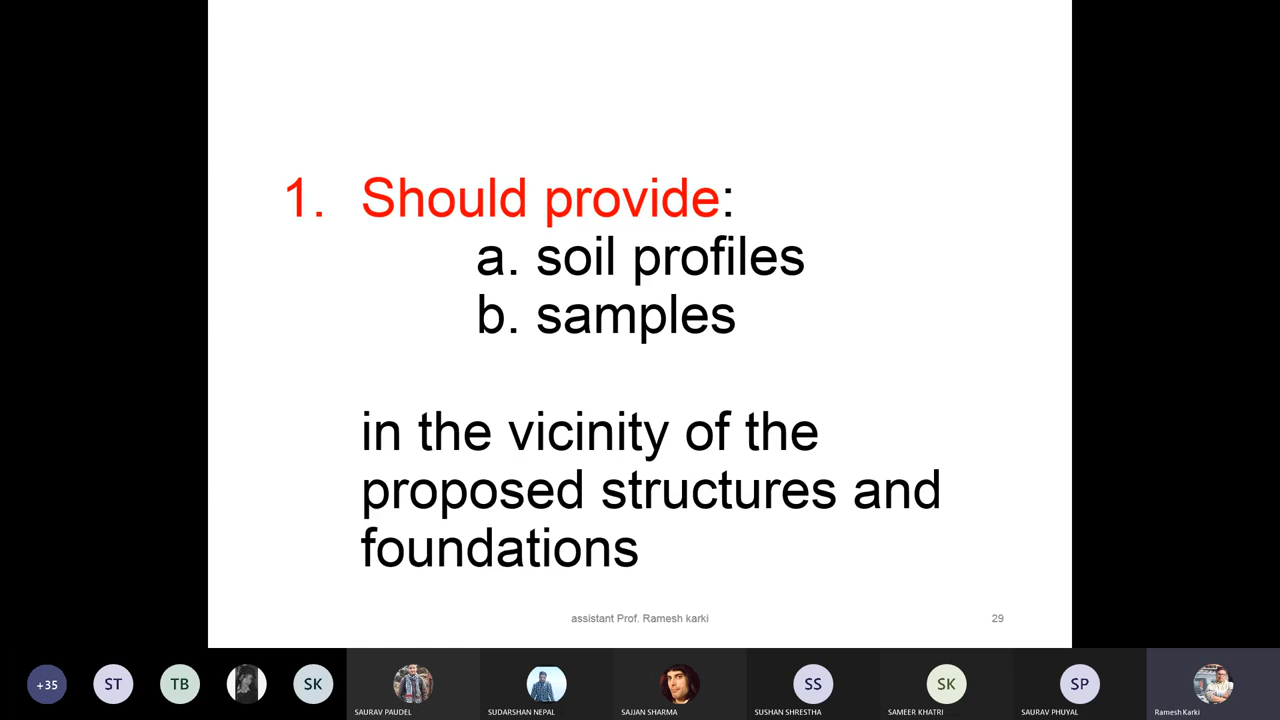 1. Should provide:
a. soil profiles
b. samples
in the vicinity of the
proposed structures and
foundations
assistant Prof. Ramesh karki
29
+35
ST
TB
SK
SAURAV PAUDEL
SUDARSHAN NEPAL
SAJJAN SHARMA
SS
SUSHAN SHRESTHA
SK
SAMEER KHATRI
SP
SAURAV PHUYAL
Ramesh Karki